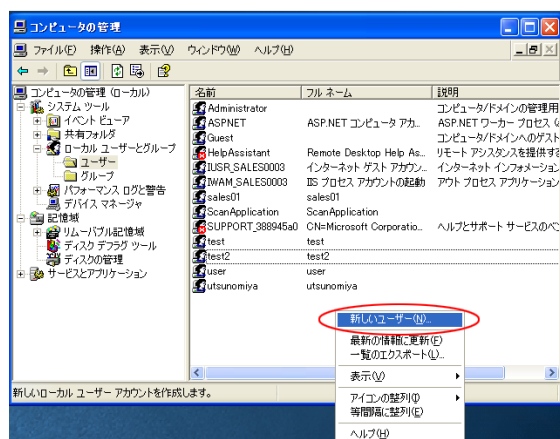 コンピュータの管理
ファイル(F) 操作(A) 表示(V) ウィンドウ(W) ヘルプ(H)
コンピュータの管理 (ローカル)
システム ツール
イベント ビューア
共有フォルダ
ローカル ユーザーとグループ
ユーザー
グループ
パフォーマンス ログと警告
デバイス マネージャ
記憶域
リムーバブル記憶域
ディスク デフラグ ツール
ディスクの管理
サービスとアプリケーション
名前 フル ネーム 説明
Administrator コンピュータ/ドメインの管理用
ASPNET ASP.NET コンピュータ アカ... ASP.NET ワーカー プロセス
Guest コンピュータ/ドメインへのゲスト
HelpAssistant Remote Desktop Help As... リモート アシスタンスを提供する
IUSR_SALES0003 インターネット ゲスト アカウン... インターネット インフォメーション
IWAM_SALES0003 IIS プロセス アカウントの起動 アウト プロセス アプリケーション
sales01 sales01
ScanApplication ScanApplication
SUPPORT_388945a0 CN=Microsoft Corporatio... ヘルプとサポート サービスのベ
test test
test2 test2
user user
utsunomiya utsunomiya
新しいユーザー(N)...
最新の情報に更新(F)
一覧のエクスポート(L)...
表示(V)
アイコンの整列(I)
等間隔に整列(E)
ヘルプ(H)
新しいローカル ユーザー アカウントを作成します。